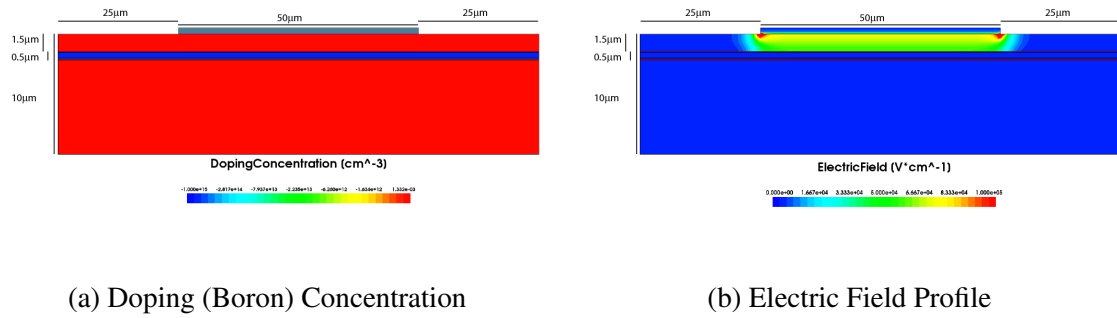 25μm 50μm 25μm
1.5μm
0.5μm
10μm
DopingConcentration [cm^-3]
-1.000e+15 -2.817e+14 -7.937e+13 -2.235e+13 -6.250e+12 -1.604e+12 1.332e-03
(a) Doping (Boron) Concentration
25μm 50μm 25μm
1.5μm
0.5μm
10μm
ElectricField [V*cm^-1]
0.000e+00 1.667e+04 3.333e+04 5.000e+04 6.667e+04 8.333e+04 1.000e+05
(b) Electric Field Profile